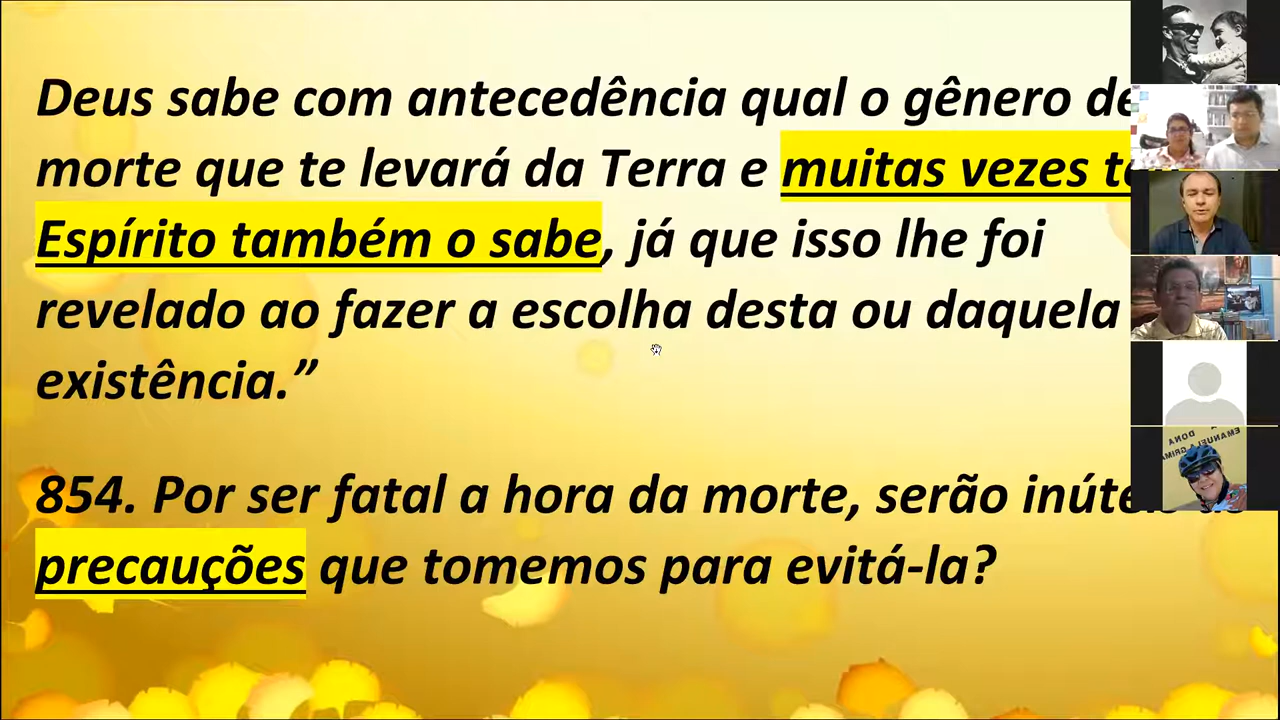 Deus sabe com antecedência qual o gênero de
morte que te levará da Terra e muitas vezes
Espírito também o sabe, já que isso lhe foi
revelado ao fazer a escolha desta ou daquela
existência.”
854. Por ser fatal a hora da morte, serão
precauções que tomemos para evitá-la?
DONA